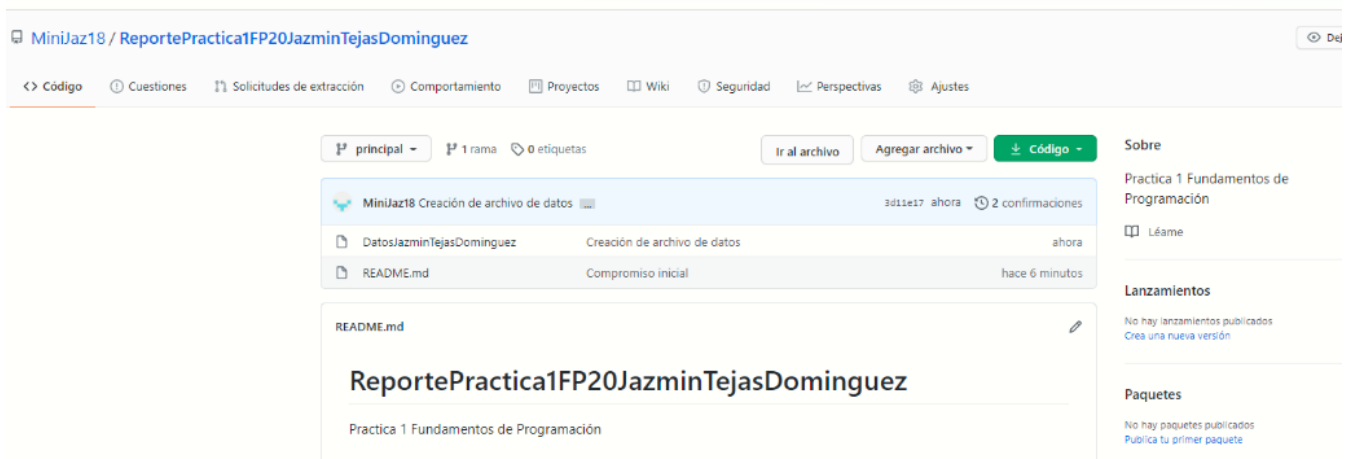 MiniJaz18 / ReportePractica1FP20JazminTejasDominguez
<> Código Cuestiones Solicitudes de extracción Comportamiento Proyectos Wiki Seguridad Perspectivas Ajustes
principal 1 rama 0 etiquetas Ir al archivo Agregar archivo Código
MiniJaz18 Creación de archivo de datos ... 3d11e17 ahora 2 confirmaciones
DatosJazminTejasDominguez Creación de archivo de datos ahora
README.md Compromiso inicial hace 6 minutos
README.md
ReportePractica1FP20JazminTejasDominguez
Practica 1 Fundamentos de Programación
Sobre
Practica 1 Fundamentos de
Programación
Léame
Lanzamientos
No hay lanzamientos publicados
Crea una nueva versión
Paquetes
No hay paquetes publicados
Publica tu primer paquete